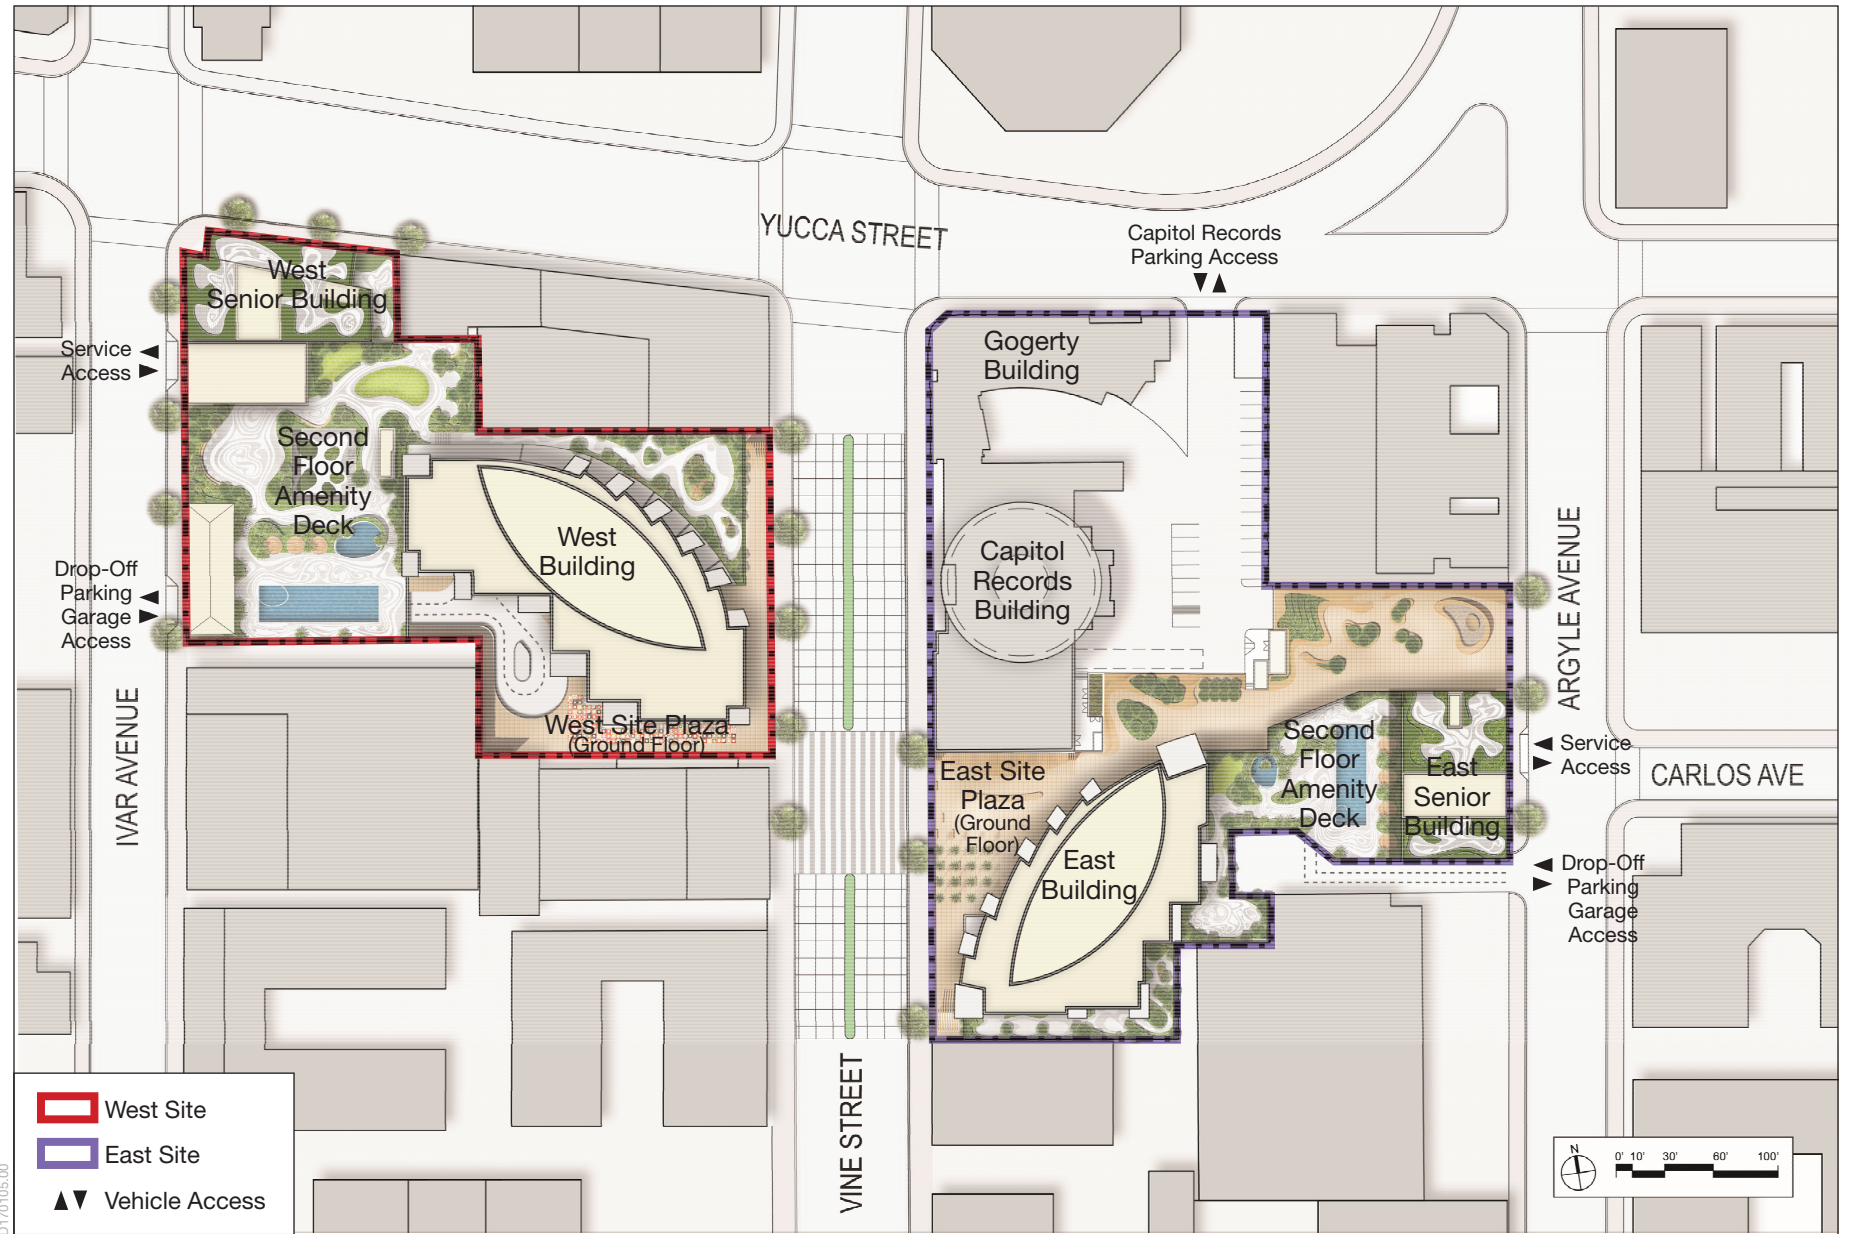 YUCCA STREET
Capitol Records
Parking Access
West
Senior Building
Service
Access
Second
Floor
Amenity
Deck
West
Building
Drop-Off
Parking
Garage
Access
West Site Plaza
(Ground Floor)
IVAR AVENUE
Gogerty
Building
Capitol
Records
Building
ARGYLE AVENUE
East Site
Plaza
(Ground
Floor)
East
Building
Second
Floor
Amenity
Deck
East
Senior
Building
Service
Access
CARLOS AVE
Drop-Off
Parking
Garage
Access
VINE STREET
West Site
East Site
Vehicle Access
N
0' 10' 30' 60' 100'
D170105.00